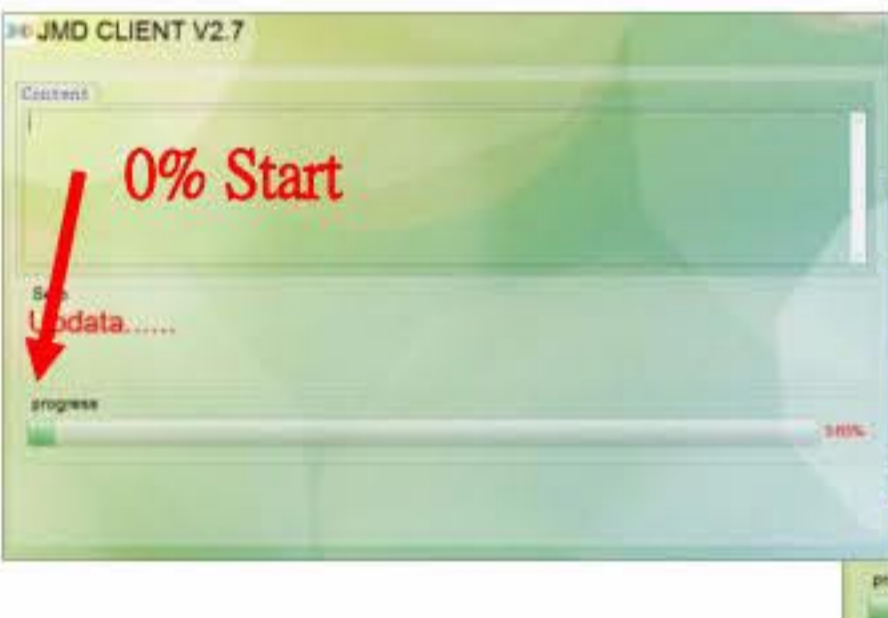 JMD CLIENT V2.7
Content
0% Start
Updata......
progress